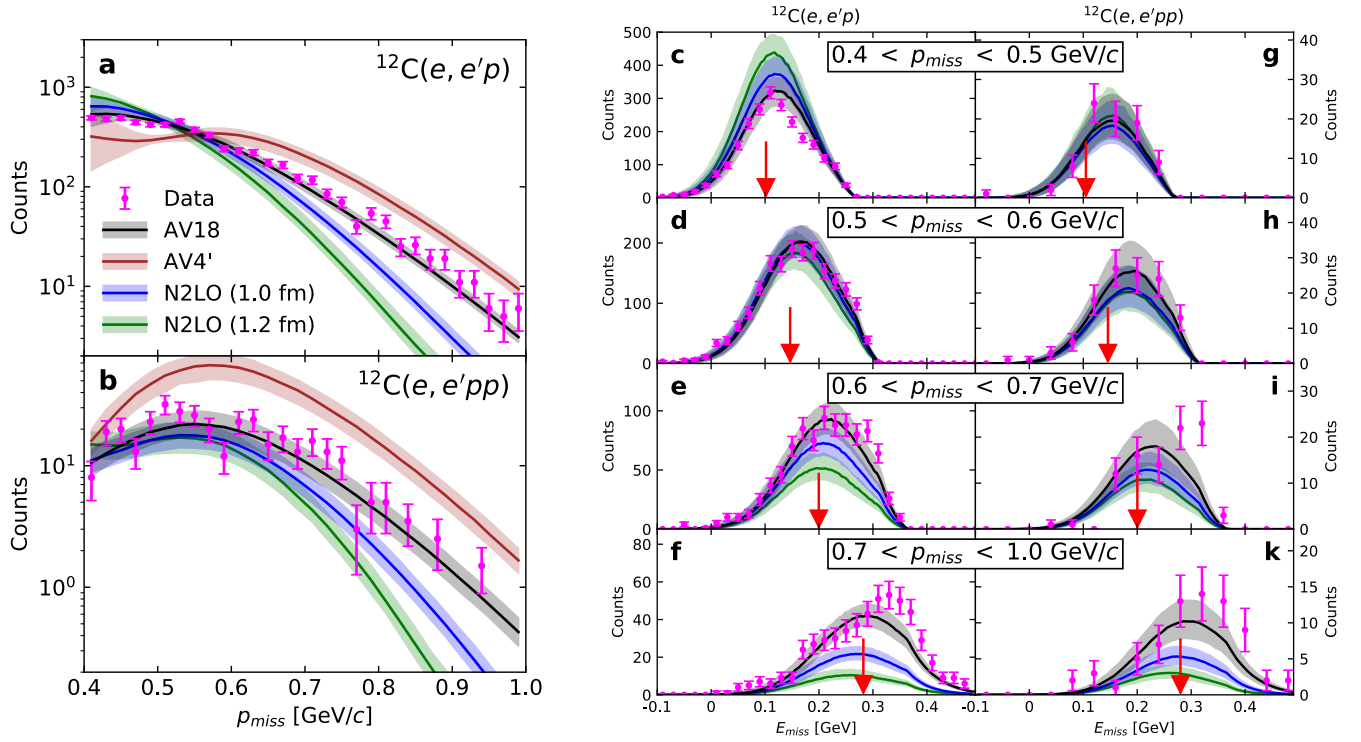 a
¹²C(e, e′p)
10³
10²
10¹
Counts
Data
AV18
AV4'
N2LO (1.0 fm)
N2LO (1.2 fm)
b
¹²C(e, e′pp)
10¹
10⁰
Counts
0.4 0.5 0.6 0.7 0.8 0.9 1.0
p_miss [GeV/c]
¹²C(e, e′p) ¹²C(e, e′pp)
c
0.4 < p_miss < 0.5 GeV/c
g
500
400
300
200
100
0
Counts
40
30
20
10
0
Counts
d
0.5 < p_miss < 0.6 GeV/c
h
200
100
0
Counts
40
30
20
10
0
Counts
e
0.6 < p_miss < 0.7 GeV/c
i
100
50
0
Counts
30
20
10
0
Counts
f
0.7 < p_miss < 1.0 GeV/c
k
80
60
40
20
0
Counts
20
15
10
5
0
Counts
-0.1 0 0.1 0.2 0.3 0.4 0 0.2 0.4
E_miss [GeV] E_miss [GeV]